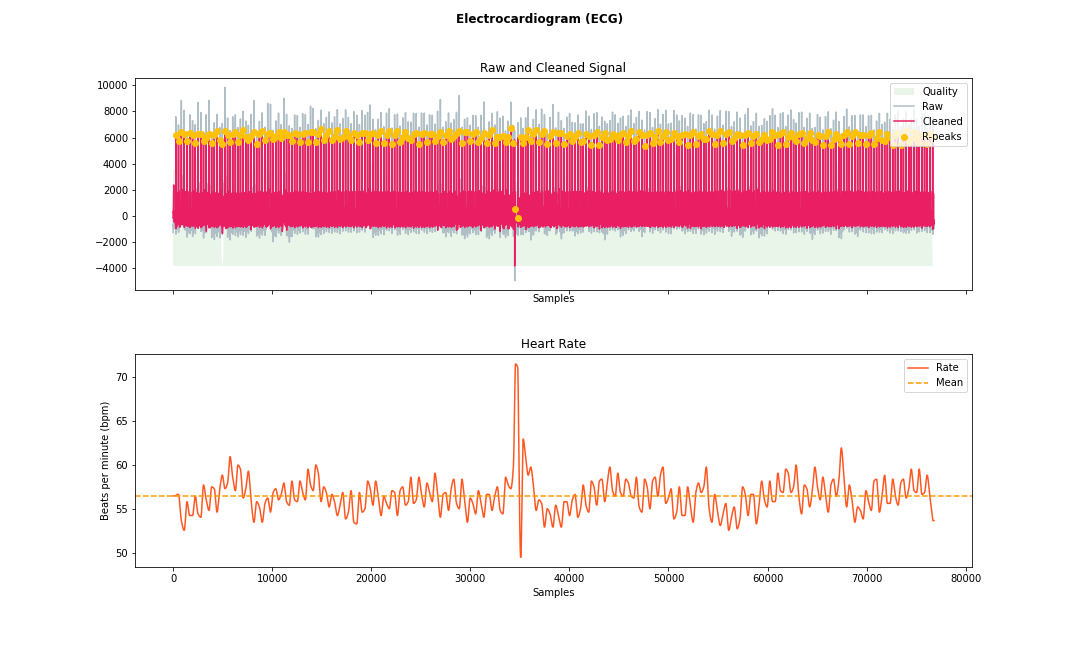 Electrocardiogram (ECG)
Raw and Cleaned Signal
10000
8000
6000
4000
2000
0
−2000
−4000
Quality
Raw
Cleaned
R-peaks
Samples
Heart Rate
Beats per minute (bpm)
70
65
60
55
50
Rate
Mean
0
10000
20000
30000
40000
50000
60000
70000
80000
Samples